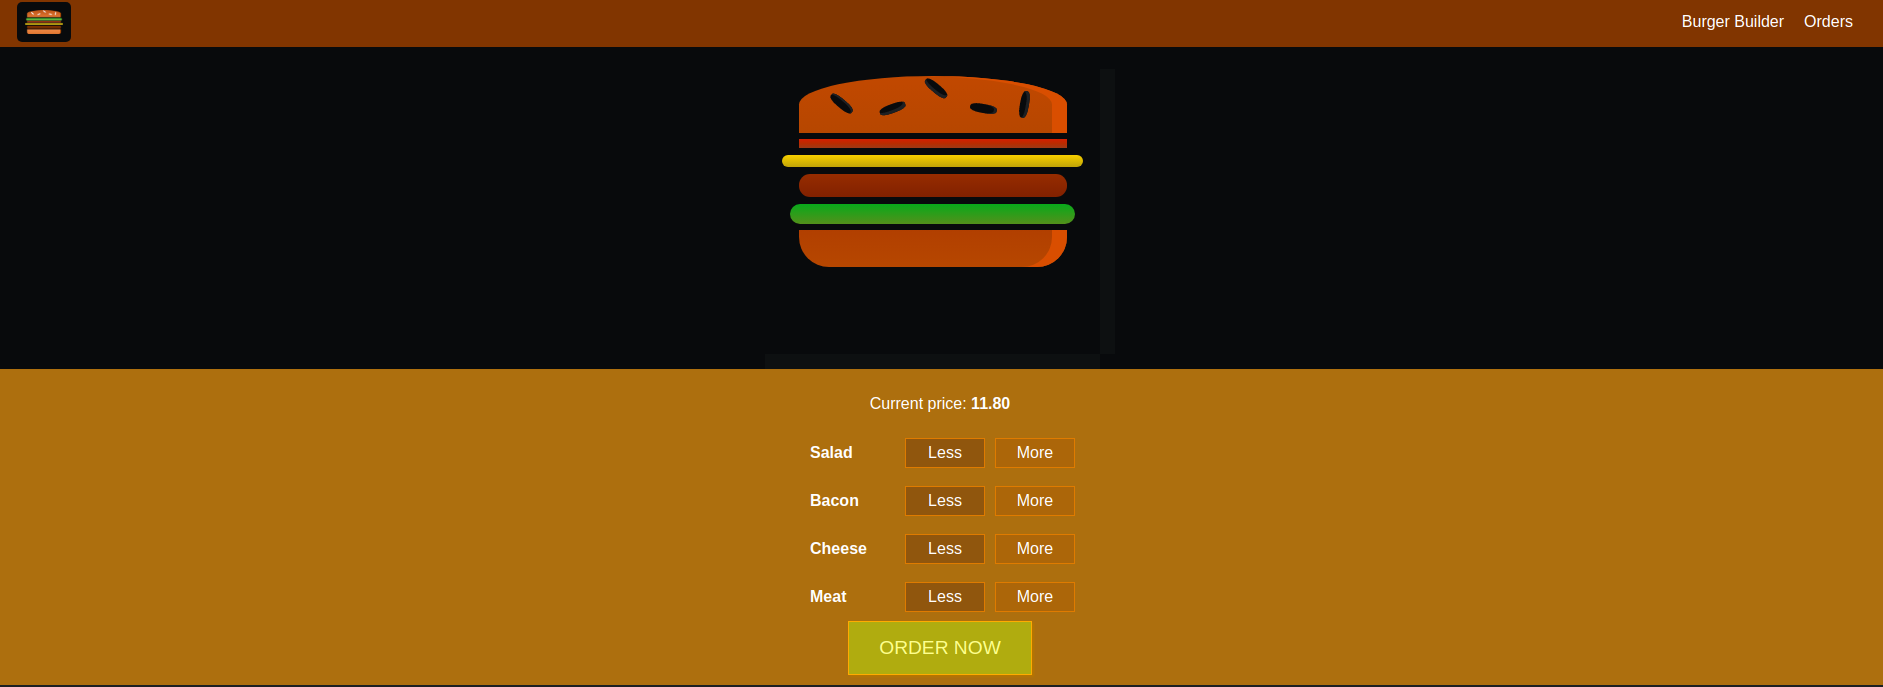 Burger Builder Orders
Current price: 11.80
Salad Less More
Bacon Less More
Cheese Less More
Meat Less More
ORDER NOW